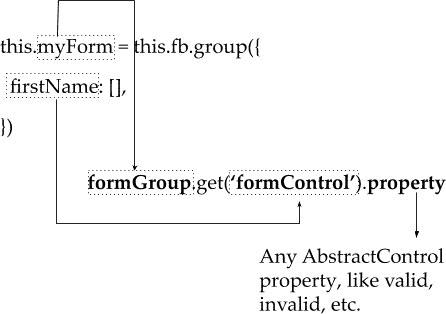 this.myForm = this.fb.group({
firstName: [],
})
formGroup.get(‘formControl’).property
Any AbstractControl
property, like valid,
invalid, etc.